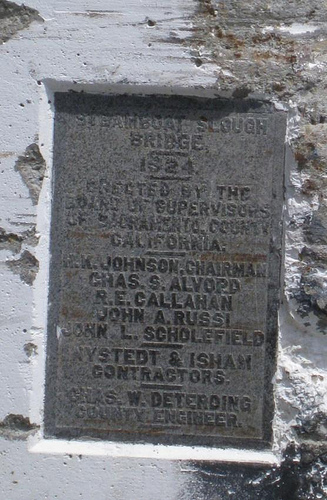 STEAMBOAT SLOUGH
BRIDGE
1924
ERECTED BY THE
BOARD OF SUPERVISORS
OF SACRAMENTO COUNTY
CALIFORNIA.
JOHNSON, CHAIRMAN
CHAS. S. ALVORD
R. E. CALLAHAN
JOHN A. RUSSI
JOHN L. SCHOLEFIELD
NYSTEDT & ISHAM
CONTRACTORS.
CHAS. W. DETERDING
COUNTY ENGINEER.